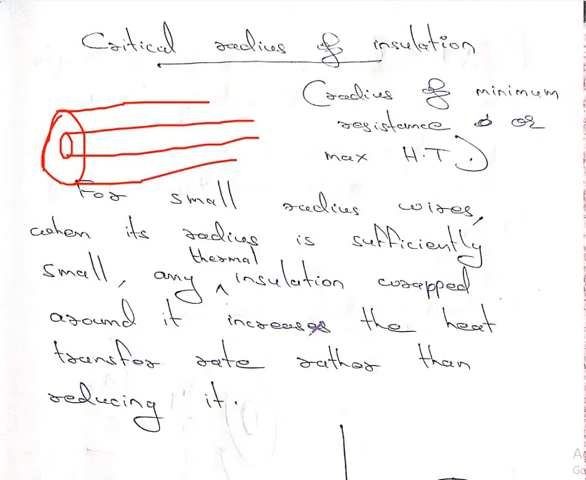 Critical radius of insulation
(radius of minimum
resistance or
max H.T.)
For small radius wires,
when its radius is sufficiently
small, any thermal insulation wrapped
around it increases the heat
transfer rate rather than
reducing it.